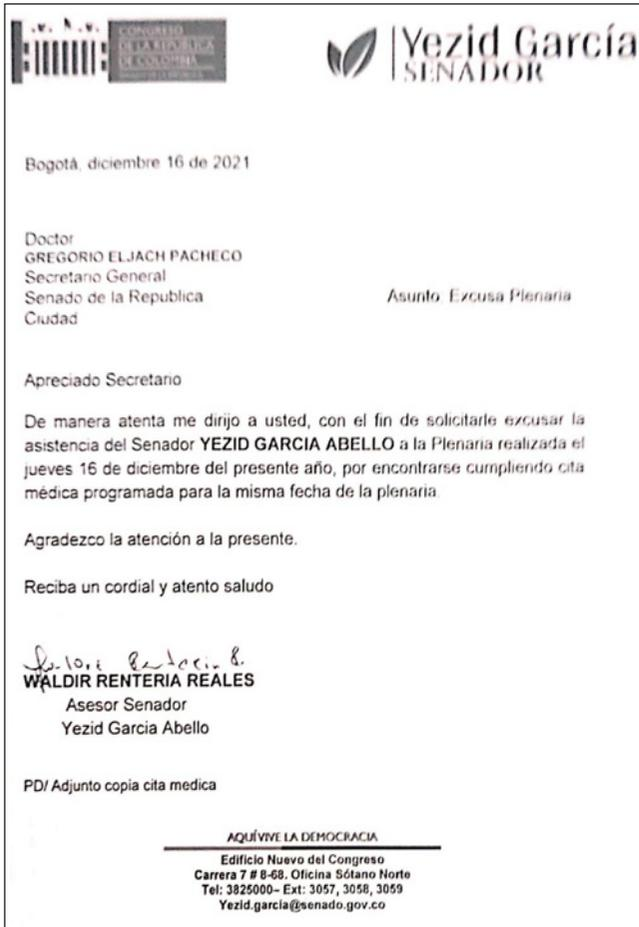 CONGRESO
DE LA REPÚBLICA
DE COLOMBIA
Yezid García
SENADOR
Bogotá, diciembre 16 de 2021
Doctor
GREGORIO ELJACH PACHECO
Secretario General
Senado de la Republica
Asunto: Excusa Plenaria
Ciudad
Apreciado Secretario
De manera atenta me dirijo a usted, con el fin de solicitarle excusar la
asistencia del Senador YEZID GARCIA ABELLO a la Plenaria realizada el
jueves 16 de diciembre del presente año, por encontrarse cumpliendo cita
médica programada para la misma fecha de la plenaria.
Agradezco la atención a la presente.
Reciba un cordial y atento saludo
WALDIR RENTERIA REALES
Asesor Senador
Yezid Garcia Abello
PD/ Adjunto copia cita medica
AQUÍ VIVE LA DEMOCRACIA
Edificio Nuevo del Congreso
Carrera 7 # 8-68. Oficina Sótano Norte
Tel: 3825000– Ext: 3057, 3058, 3059
Yezid.garcia@senado.gov.co